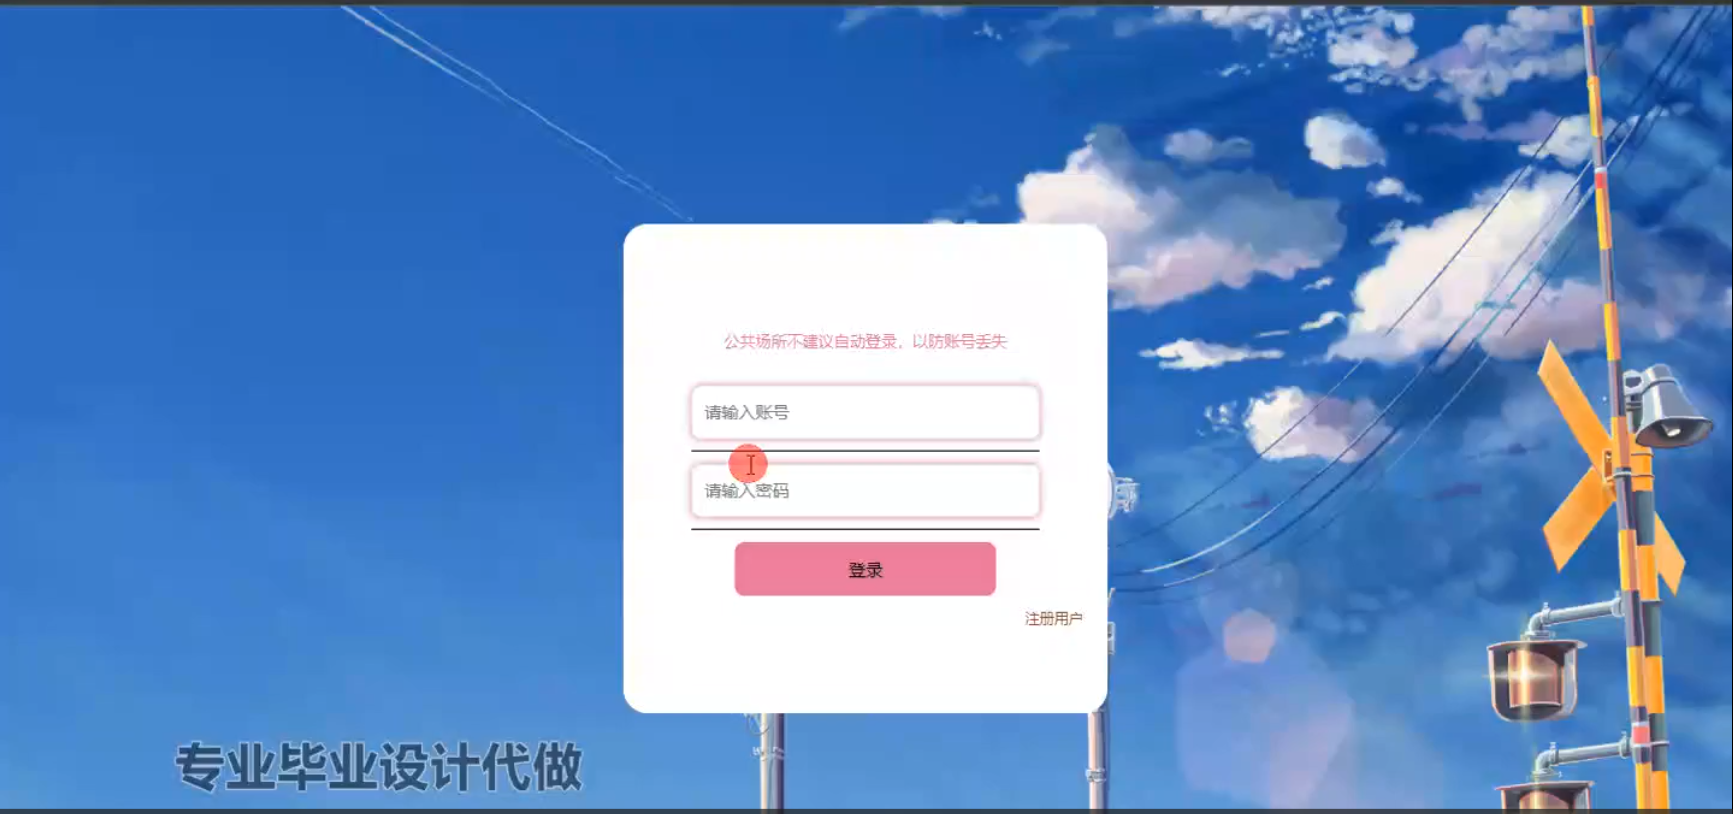 公共场所不建议自动登录，以防账号丢失
请输入账号
请输入密码
登录
注册用户
专业毕业设计代做